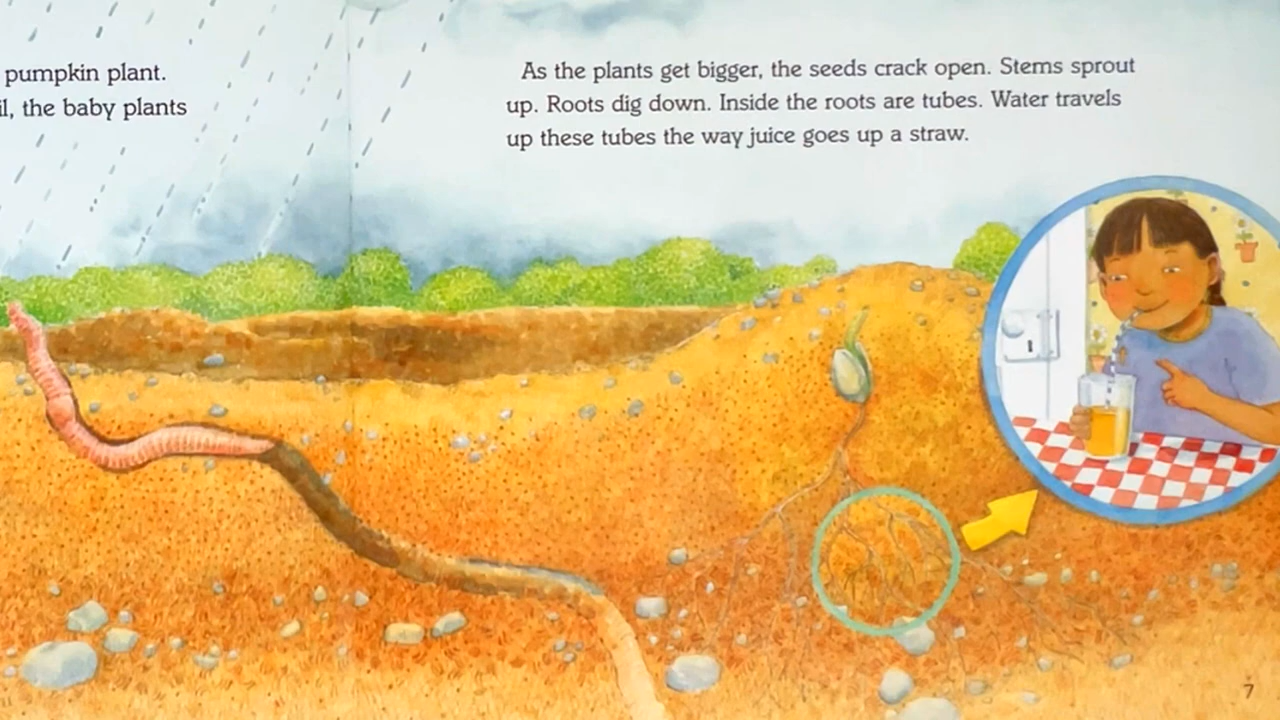 pumpkin plant.
the baby plants
As the plants get bigger, the seeds crack open. Stems sprout
up. Roots dig down. Inside the roots are tubes. Water travels
up these tubes the way juice goes up a straw.
7